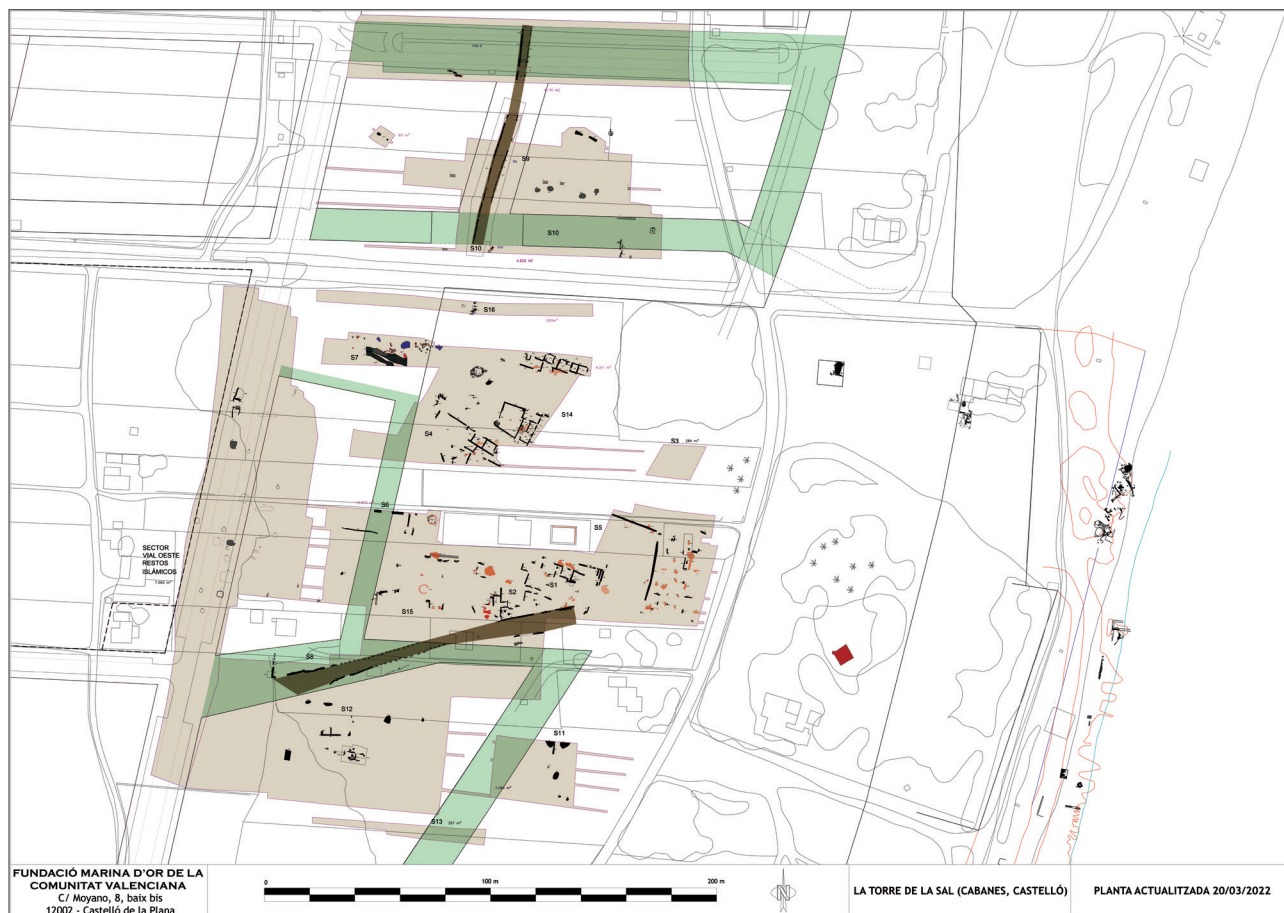 S9
S10
S10
S16
650m²
S7
S14
S4
S3
S6
S5
SECTOR
VIAL OESTE
RESTOS
ISLÁMICOS
S1
S2
S15
S8
S12
S11
S13
FUNDACIÓ MARINA D'OR DE LA
COMUNITAT VALENCIANA
C/ Moyano, 8, baix bis
12002 - Castelló de la Plana
0
100 m
200 m
N
LA TORRE DE LA SAL (CABANES, CASTELLÓ)
PLANTA ACTUALITZADA 20/03/2022